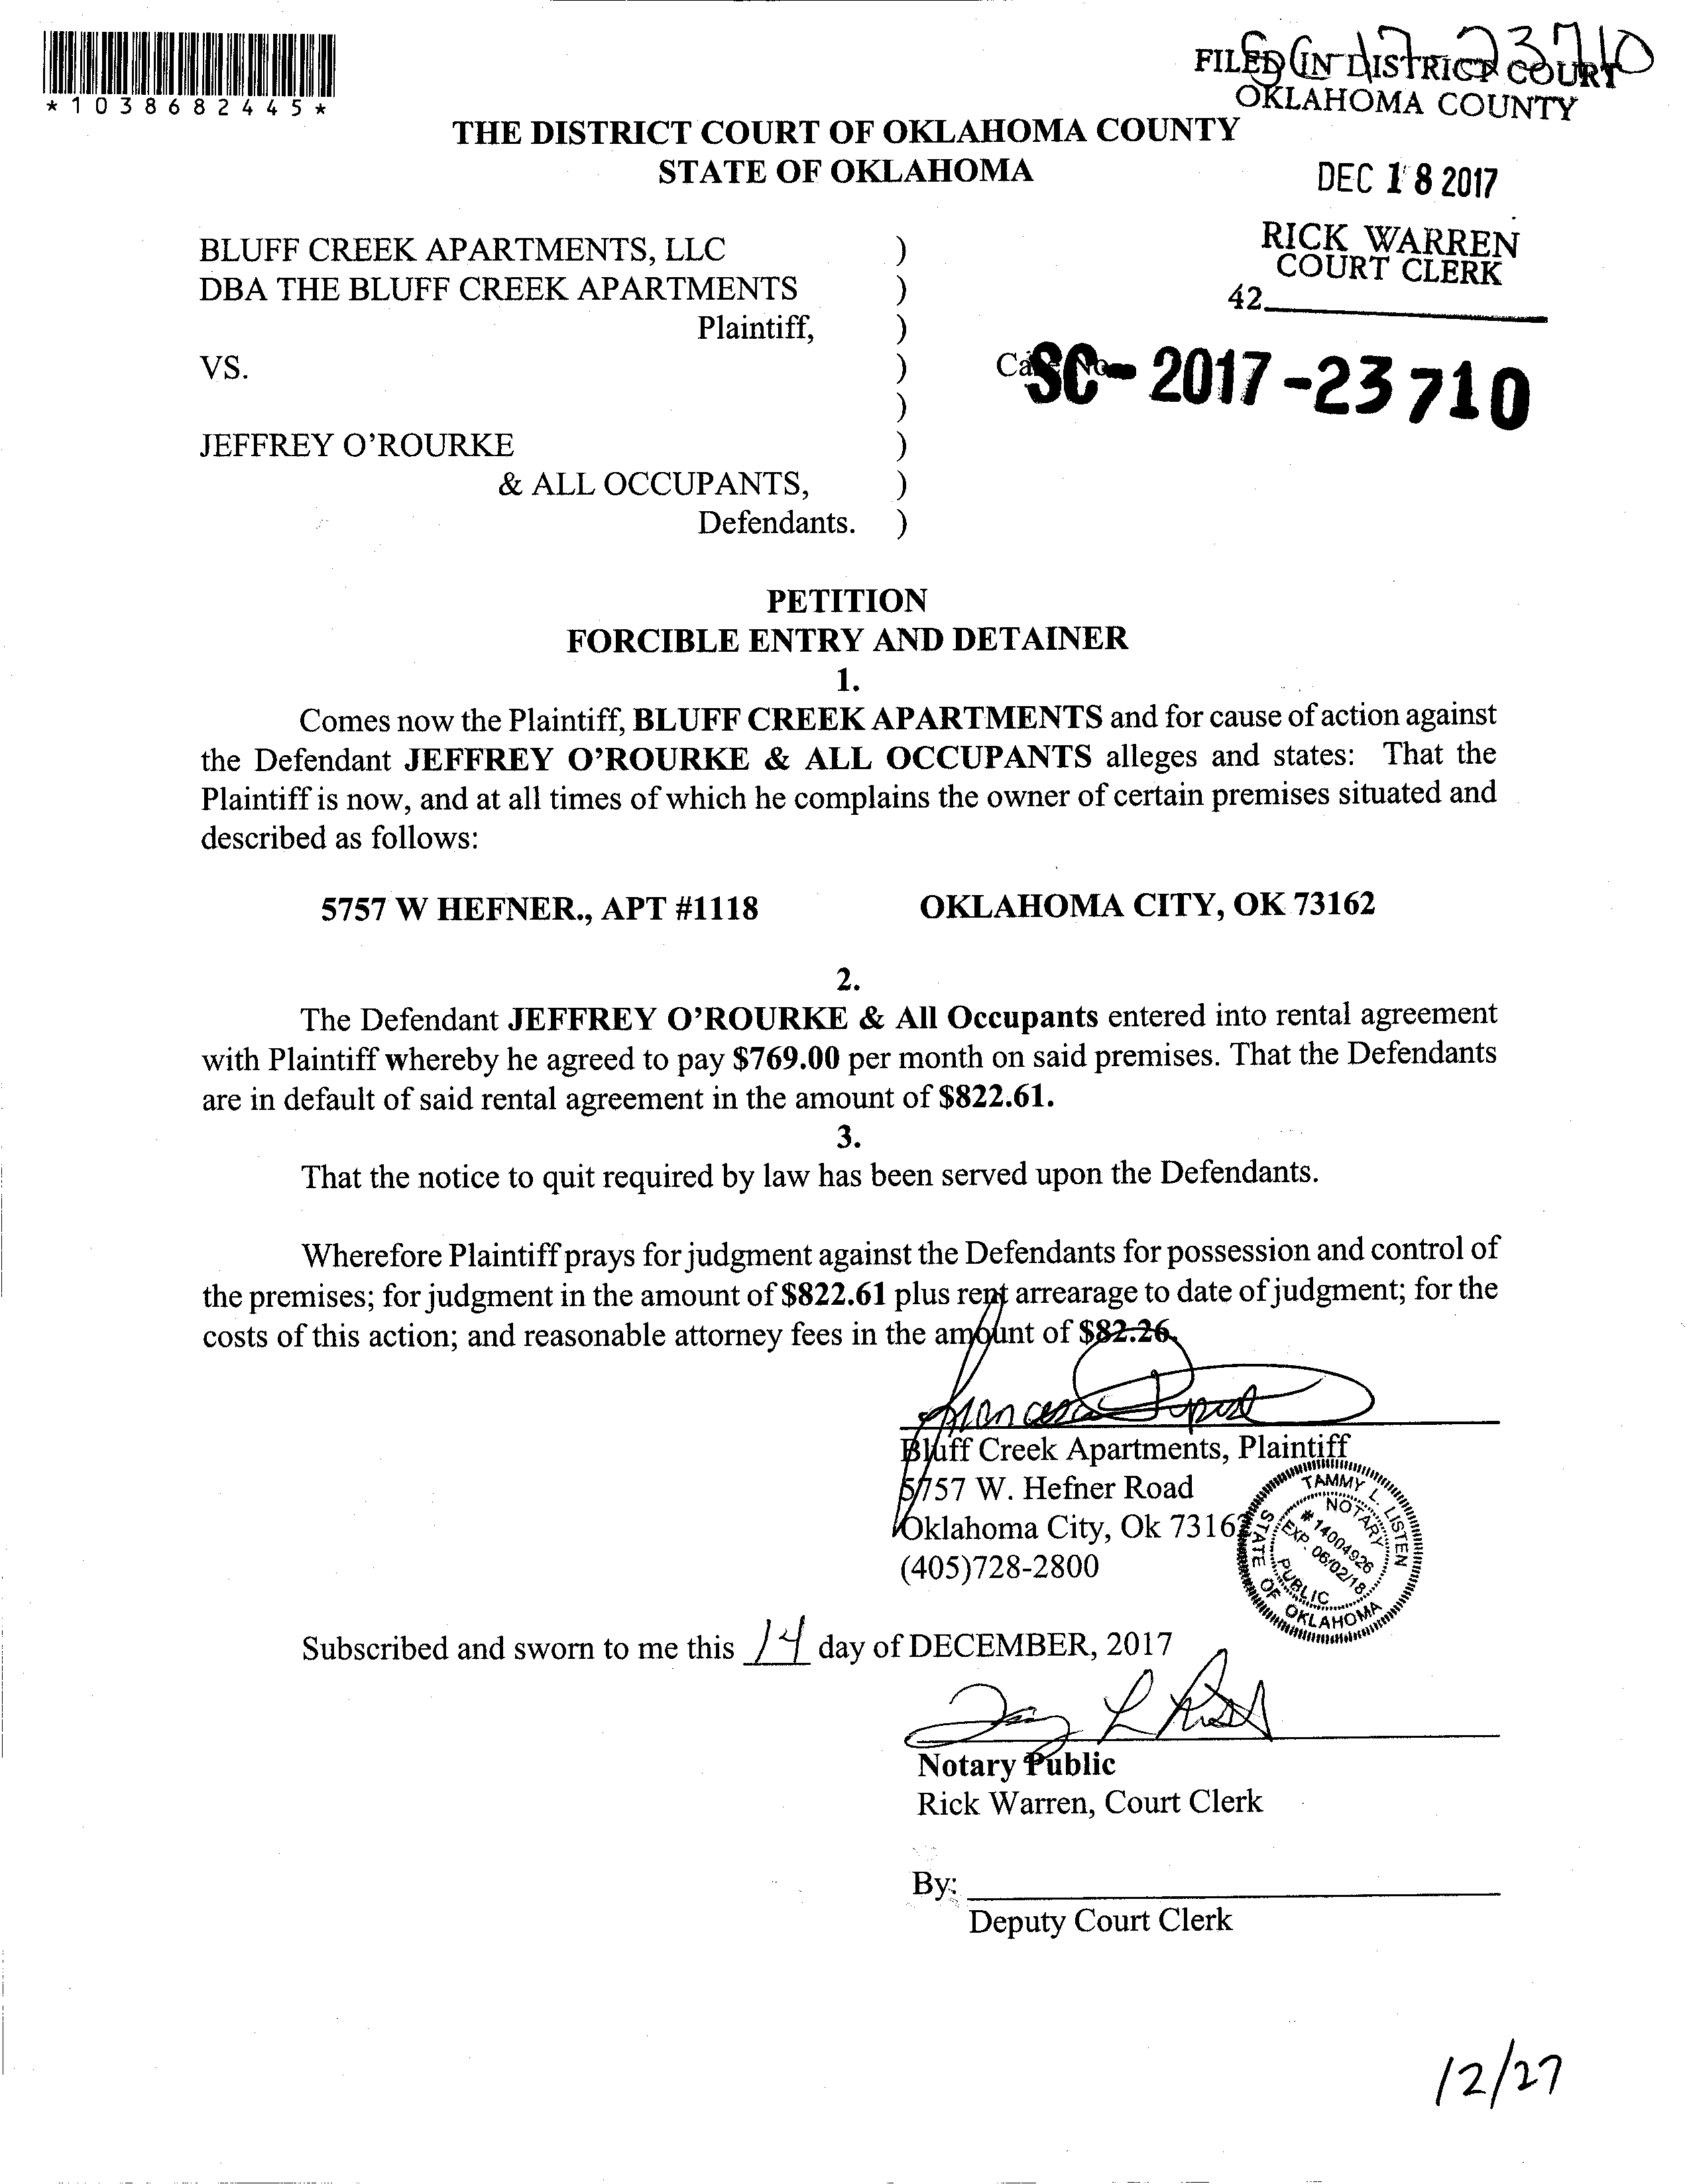 *1038682445*
FILED IN DISTRICT COURT
OKLAHOMA COUNTY
THE DISTRICT COURT OF OKLAHOMA COUNTY
STATE OF OKLAHOMA
DEC 18 2017
RICK WARREN
COURT CLERK
42
BLUFF CREEK APARTMENTS, LLC )
DBA THE BLUFF CREEK APARTMENTS )
Plaintiff, )
VS. ) Case No. SC-2017-23710
)
JEFFREY O'ROURKE )
& ALL OCCUPANTS, )
Defendants. )
PETITION
FORCIBLE ENTRY AND DETAINER
1.
Comes now the Plaintiff, BLUFF CREEK APARTMENTS and for cause of action against
the Defendant JEFFREY O'ROURKE & ALL OCCUPANTS alleges and states: That the
Plaintiff is now, and at all times of which he complains the owner of certain premises situated and
described as follows:
5757 W HEFNER., APT #1118 OKLAHOMA CITY, OK 73162
2.
The Defendant JEFFREY O'ROURKE & All Occupants entered into rental agreement
with Plaintiff whereby he agreed to pay $769.00 per month on said premises. That the Defendants
are in default of said rental agreement in the amount of $822.61.
3.
That the notice to quit required by law has been served upon the Defendants.
Wherefore Plaintiff prays for judgment against the Defendants for possession and control of
the premises; for judgment in the amount of $822.61 plus rent arrearage to date of judgment; for the
costs of this action; and reasonable attorney fees in the amount of $82.26.
Bluff Creek Apartments, Plaintiff
5757 W. Hefner Road
Oklahoma City, Ok 73162
(405)728-2800
TAMMY L. LISTEN
NOTARY
# 14004926
EXP. 06/02/18
PUBLIC
STATE OF OKLAHOMA
Subscribed and sworn to me this 14 day of DECEMBER, 2017
Notary Public
Rick Warren, Court Clerk
By:
Deputy Court Clerk
12/27